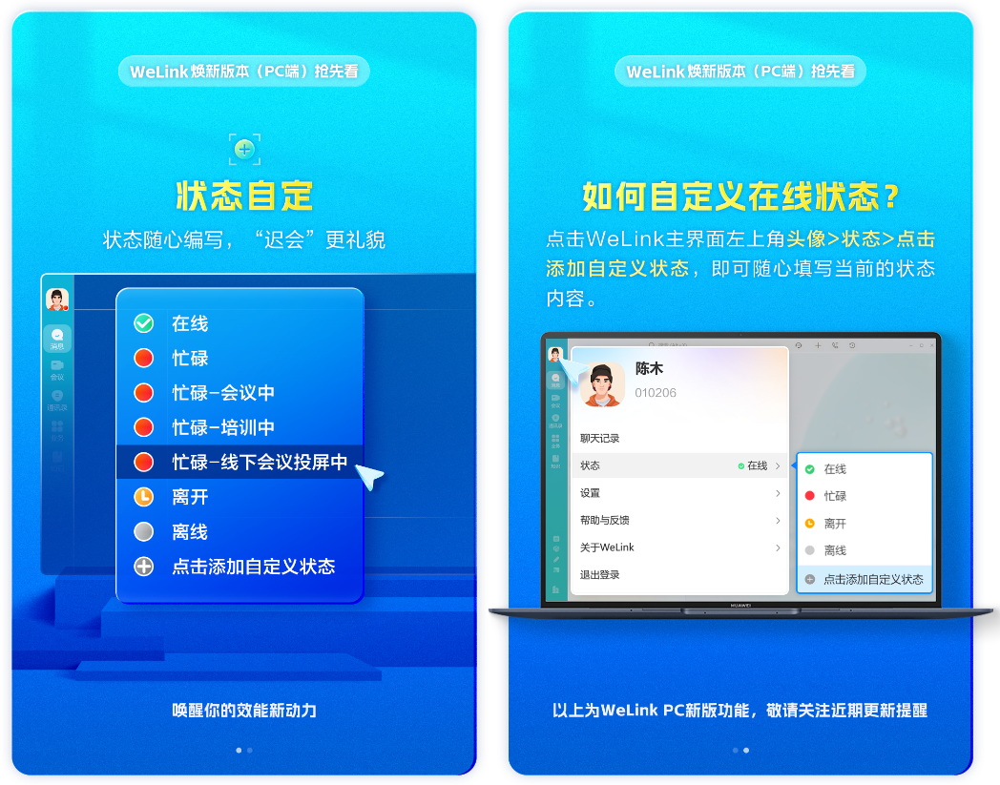 WeLink焕新版本（PC端）抢先看
状态自定
状态随心编写，“迟会”更礼貌
消息
会议
通讯录
在线
忙碌
忙碌-会议中
忙碌-培训中
忙碌-线下会议投屏中
离开
离线
点击添加自定义状态
唤醒你的效能新动力
WeLink焕新版本（PC端）抢先看
如何自定义在线状态？
点击WeLink主界面左上角头像>状态>点击
添加自定义状态，即可随心填写当前的状态
内容。
陈木
010206
聊天记录
状态
在线
设置
帮助与反馈
关于WeLink
退出登录
在线
忙碌
离开
离线
点击添加自定义状态
HUAWEI
以上为WeLink PC新版功能，敬请关注近期更新提醒